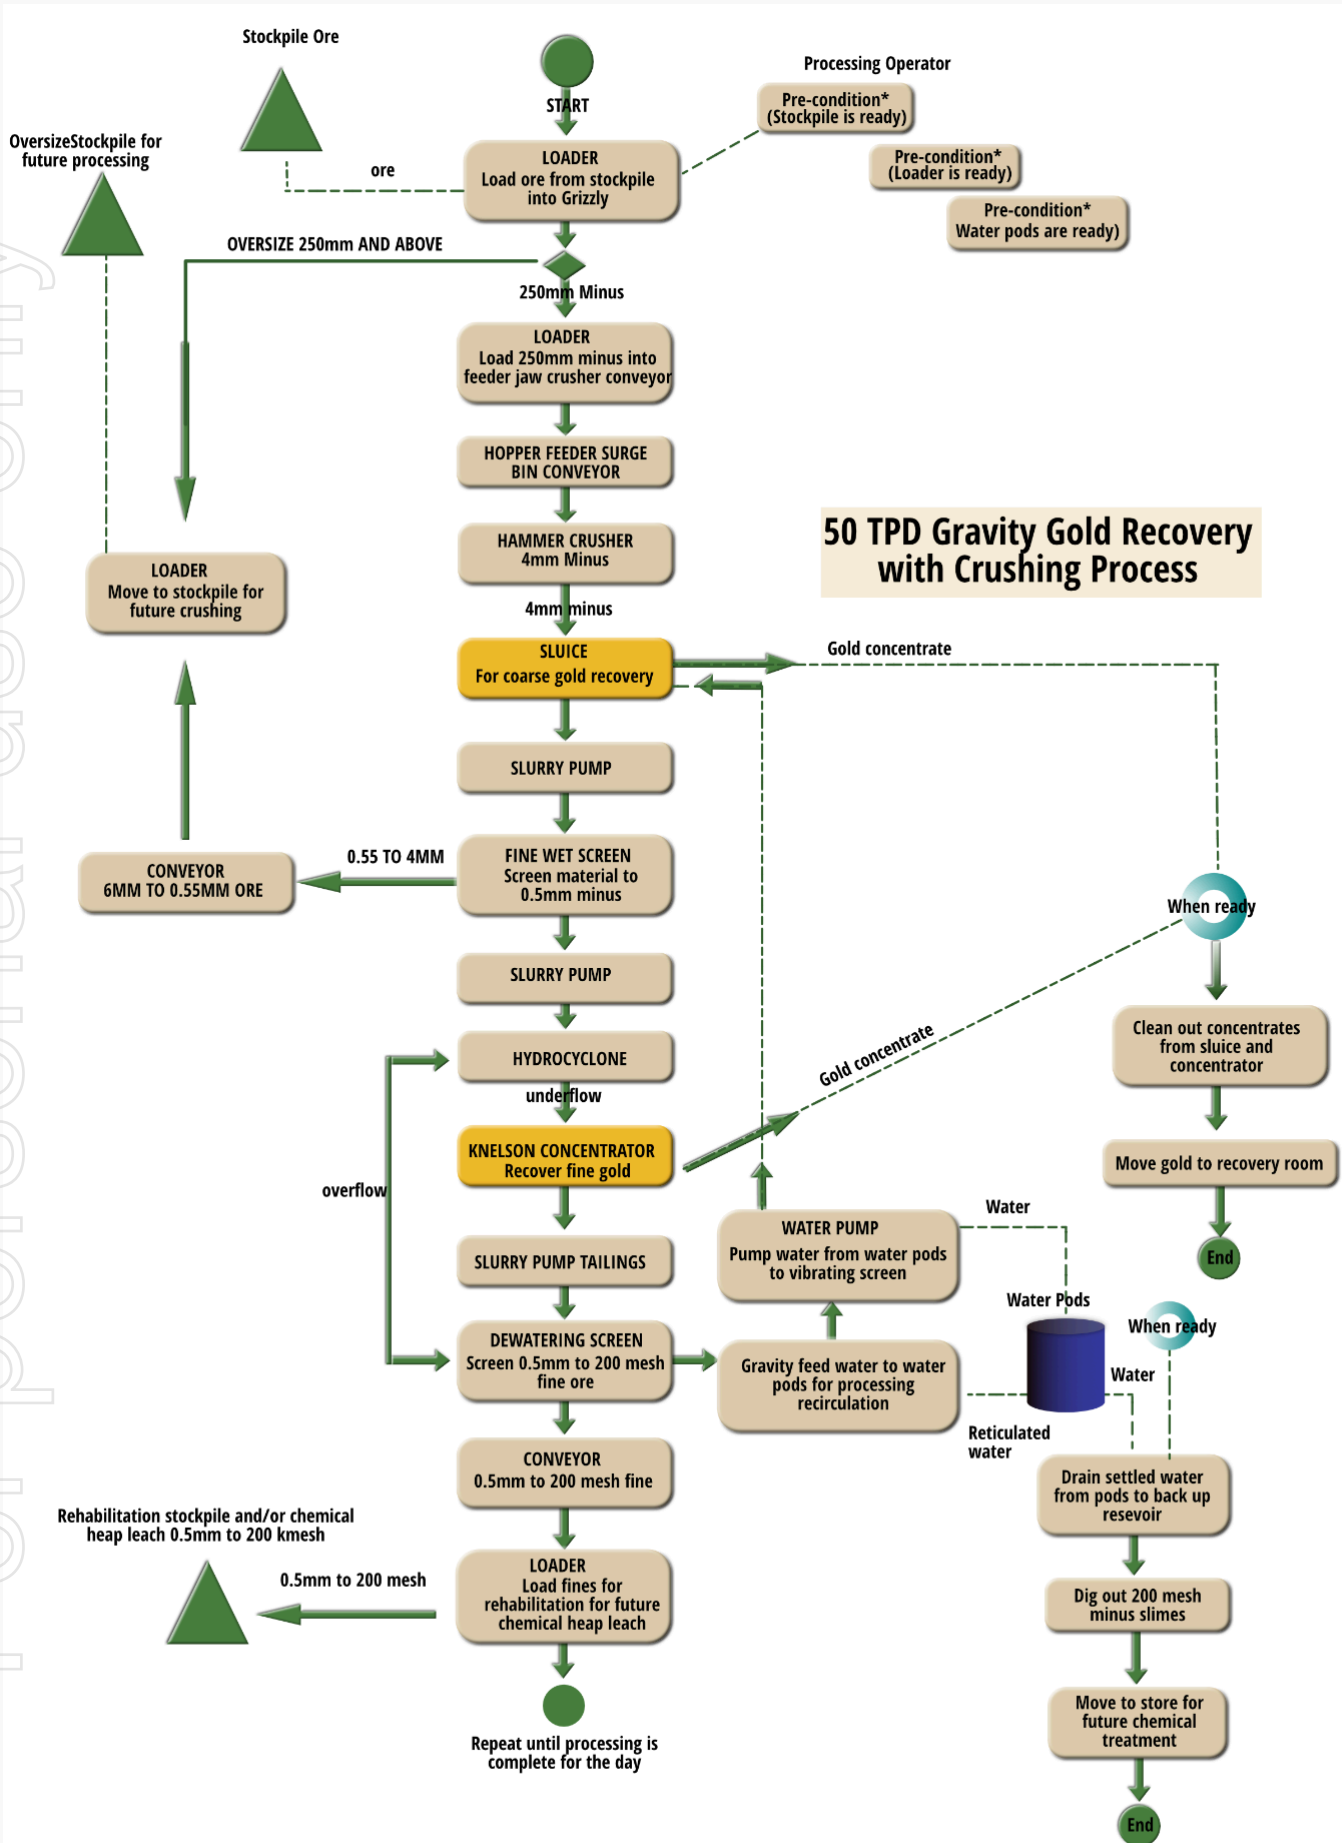 Stockpile Ore
START
Processing Operator
Pre-condition*
(Stockpile is ready)
Pre-condition*
(Loader is ready)
Pre-condition*
Water pods are ready)
OversizeStockpile for
future processing
ore
LOADER
Load ore from stockpile
into Grizzly
OVERSIZE 250mm AND ABOVE
250mm Minus
LOADER
Load 250mm minus into
feeder jaw crusher conveyor
HOPPER FEEDER SURGE
BIN CONVEYOR
HAMMER CRUSHER
4mm Minus
50 TPD Gravity Gold Recovery
with Crushing Process
LOADER
Move to stockpile for
future crushing
4mm minus
SLUICE
For coarse gold recovery
Gold concentrate
SLURRY PUMP
FINE WET SCREEN
Screen material to
0.5mm minus
0.55 TO 4MM
CONVEYOR
6MM TO 0.55MM ORE
When ready
SLURRY PUMP
HYDROCYCLONE
underflow
Gold concentrate
Clean out concentrates
from sluice and
concentrator
KNELSON CONCENTRATOR
Recover fine gold
overflow
Move gold to recovery room
End
SLURRY PUMP TAILINGS
WATER PUMP
Pump water from water pods
to vibrating screen
Water
Water Pods
When ready
DEWATERING SCREEN
Screen 0.5mm to 200 mesh
fine ore
Gravity feed water to water
pods for processing
recirculation
Water
Reticulated
water
CONVEYOR
0.5mm to 200 mesh fine
Drain settled water
from pods to back up
resevoir
Rehabilitation stockpile and/or chemical
heap leach 0.5mm to 200 kmesh
0.5mm to 200 mesh
LOADER
Load fines for
rehabilitation for future
chemical heap leach
Dig out 200 mesh
minus slimes
Move to store for
future chemical
treatment
Repeat until processing is
complete for the day
End